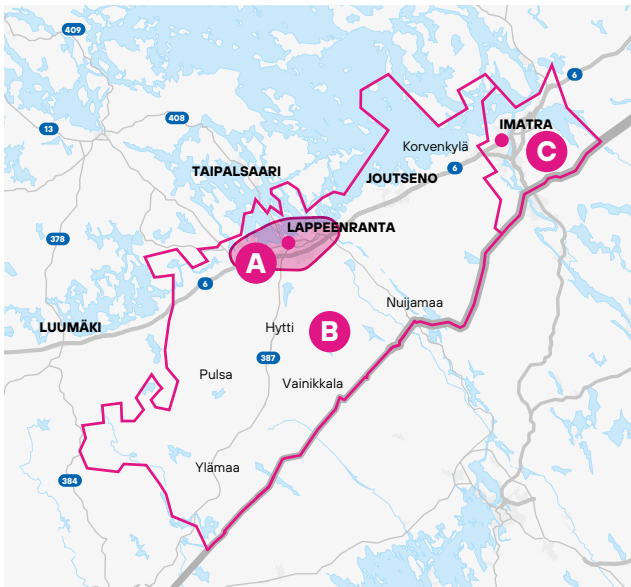 409
6
13
408
IMATRA
Korvenkylä
C
TAIPALSAARI
6
JOUTSENO
LAPPEENRANTA
378
A
6
Nuijamaa
LUUMÄKI
Hytti
B
387
Pulsa
Vainikkala
Ylämaa
384